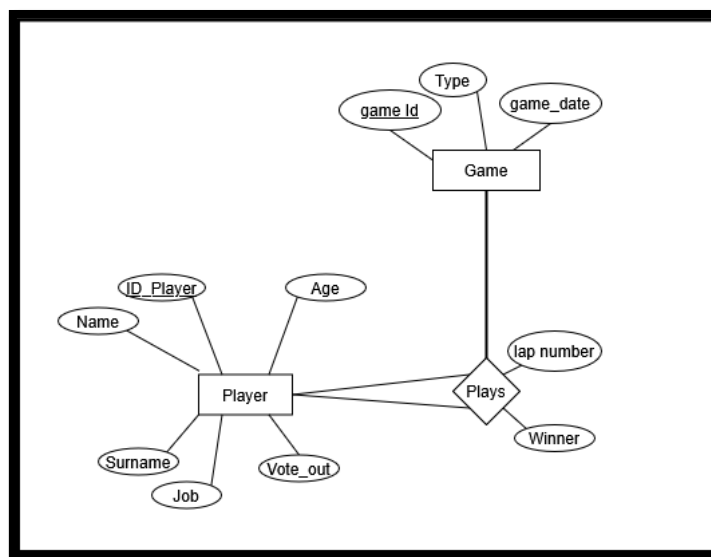 Type
game Id
game_date
Game
ID_Player
Age
Name
lap number
Player
Plays
Winner
Surname
Vote_out
Job